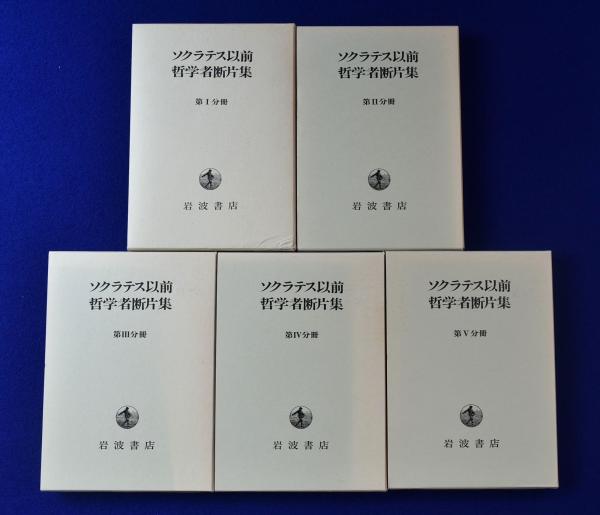 ソクラテス以前
哲学者断片集
第Ⅰ分冊
岩波書店
ソクラテス以前
哲学者断片集
第Ⅱ分冊
岩波書店
ソクラテス以前
哲学者断片集
第Ⅲ分冊
岩波書店
ソクラテス以前
哲学者断片集
第Ⅳ分冊
岩波書店
ソクラテス以前
哲学者断片集
第Ⅴ分冊
岩波書店